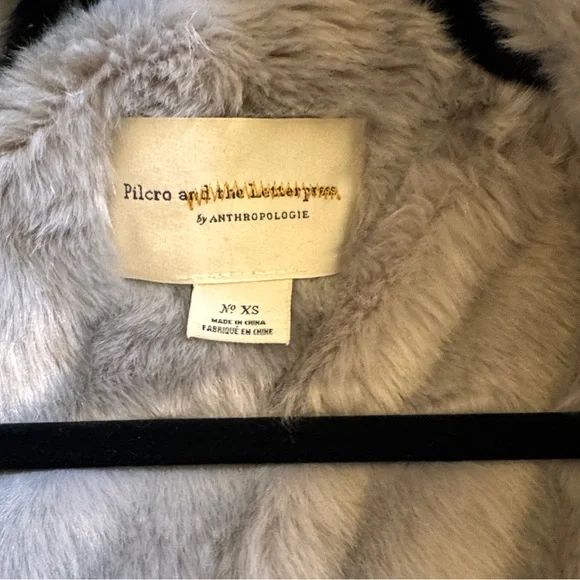 Pilcro and the Letterpress
by ANTHROPOLOGIE
Nº XS
MADE IN CHINA
FABRIQUÉ EN CHINE